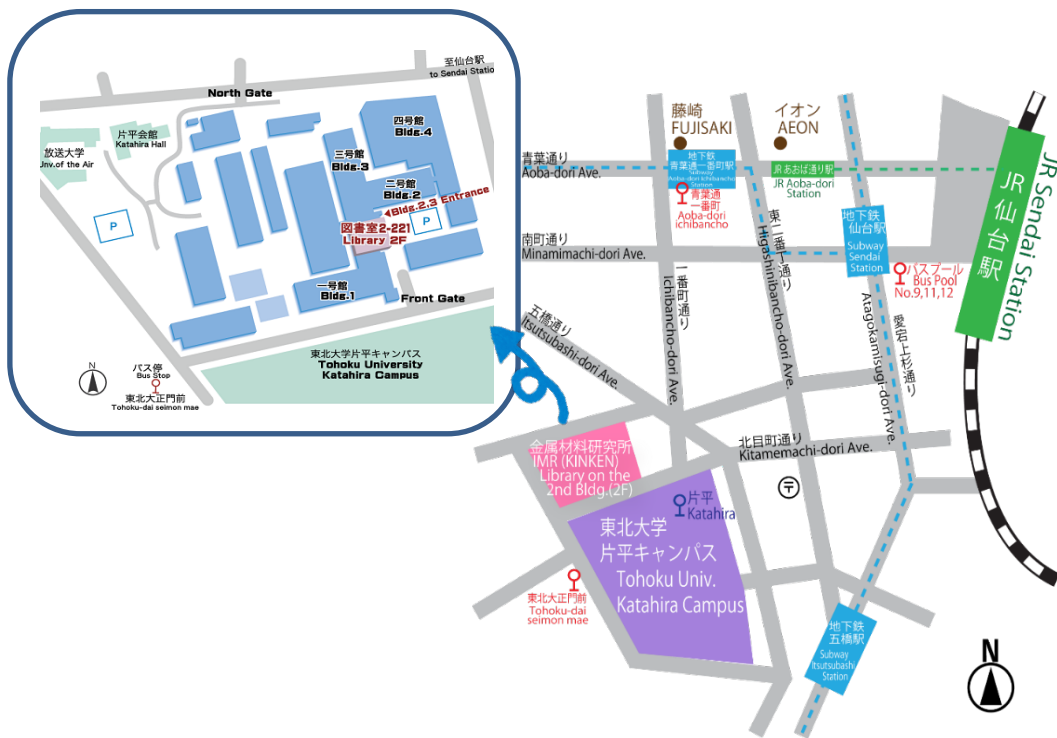 至仙台駅
to Sendai Statio
North Gate
片平会館
Katahira Hall
放送大学
Jnv.of the Air
四号館
Bldg.4
三号館
Bldg.3
二号館
Bldg.2
Bldg.2,3 Entrance
P
P
図書室2-221
Library 2F
一号館
Bldg.1
Front Gate
東北大学片平キャンパス
Tohoku University
Katahira Campus
N
バス停
Bus Stop
東北大正門前
Tohoku-dai seimon mae
藤崎
FUJISAKI
イオン
AEON
青葉通り
Aoba-dori Ave.
地下鉄
青葉通一番町駅
Subway
Aoba-dori Ichibancho
Station
青葉通
一番町
Aoba-dori
ichibancho
JRあおば通り駅
JR Aoba-dori
Station
JR仙台駅
JR Sendai Station
地下鉄
仙台駅
Subway
Sendai
Station
南町通り
Minamimachi-dori Ave.
バスプール
Bus Pool
No.9,11,12
一番町通り
Ichibancho-dori Ave.
東二番丁通り
Higashinibancho-dori Ave.
愛宕上杉通り
Atagokamisugi-dori Ave.
五橋通り
Itsutsubashi-dori Ave.
北目町通り
Kitamemachi-dori Ave.
金属材料研究所
IMR (KINKEN)
Library on the
2nd Bldg.(2F)
〒
片平
Katahira
東北大学
片平キャンパス
Tohoku Univ.
Katahira Campus
東北大正門前
Tohoku-dai
seimon mae
地下鉄
五橋駅
Subway
Itsutsubashi
Station
N